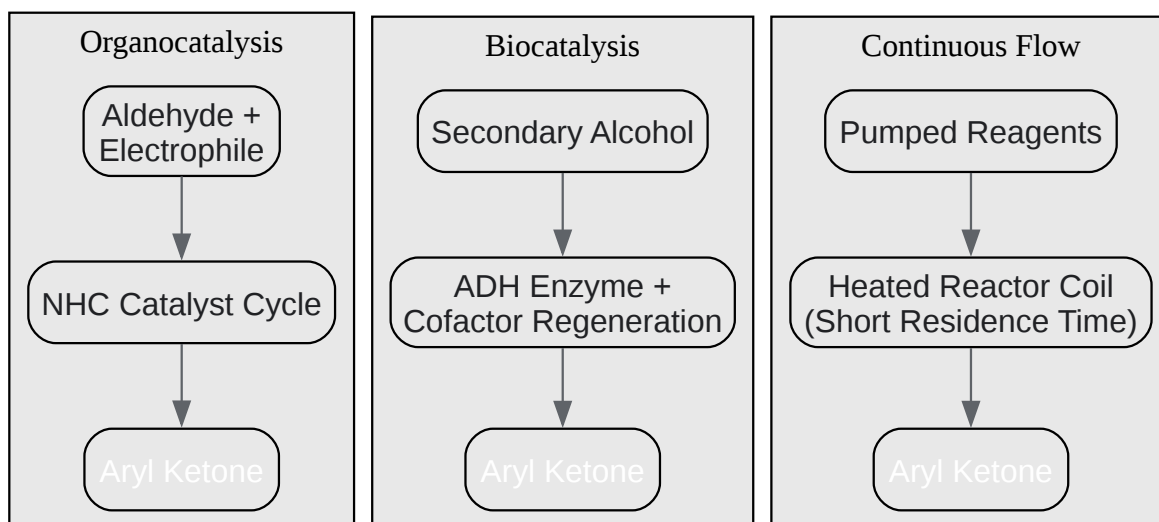 Organocatalysis
Aldehyde +
Electrophile
NHC Catalyst Cycle
Aryl Ketone
Biocatalysis
Secondary Alcohol
ADH Enzyme +
Cofactor Regeneration
Aryl Ketone
Continuous Flow
Pumped Reagents
Heated Reactor Coil
(Short Residence Time)
Aryl Ketone